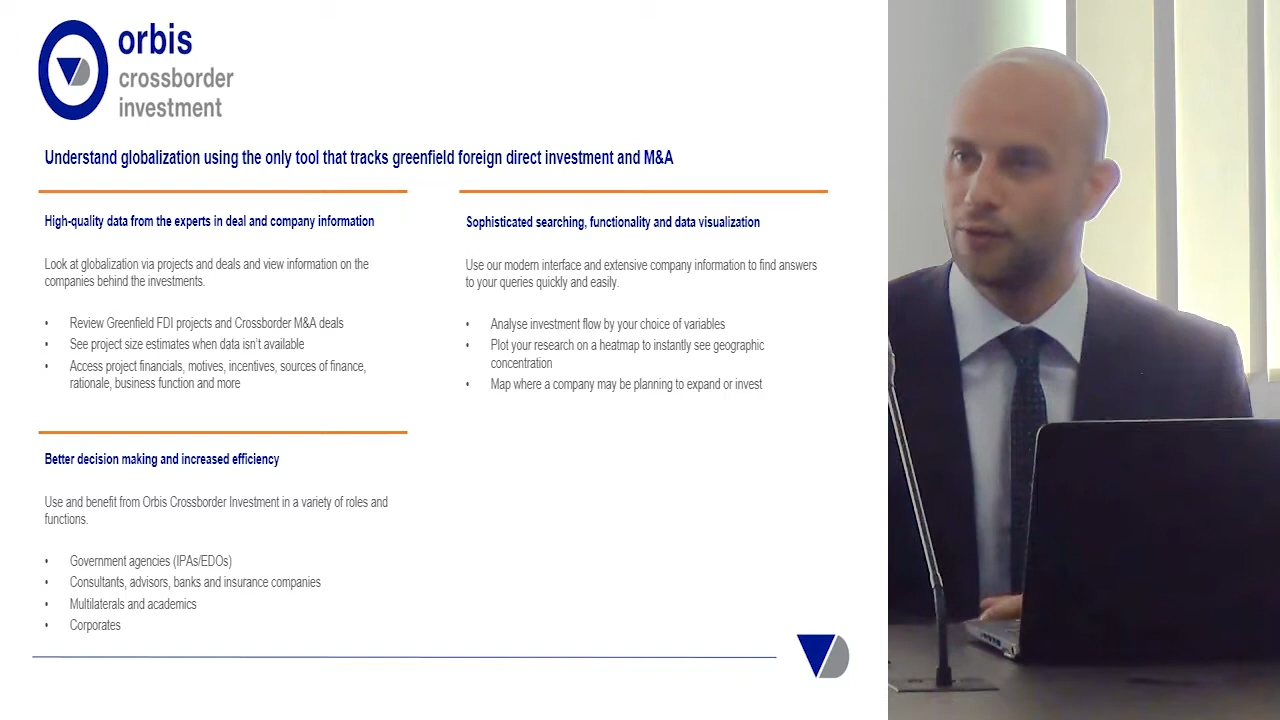 orbis
crossborder
investment
Understand globalization using the only tool that tracks greenfield foreign direct investment and M&A
High-quality data from the experts in deal and company information
Look at globalization via projects and deals and view information on the
companies behind the investments.
• Review Greenfield FDI projects and Crossborder M&A deals
• See project size estimates when data isn't available
• Access project financials, motives, incentives, sources of finance,
rationale, business function and more
Sophisticated searching, functionality and data visualization
Use our modern interface and extensive company information to find answers
to your queries quickly and easily.
• Analyse investment flow by your choice of variables
• Plot your research on a heatmap to instantly see geographic
concentration
• Map where a company may be planning to expand or invest
Better decision making and increased efficiency
Use and benefit from Orbis Crossborder Investment in a variety of roles and
functions.
• Government agencies (IPAs/EDOs)
• Consultants, advisors, banks and insurance companies
• Multilaterals and academics
• Corporates